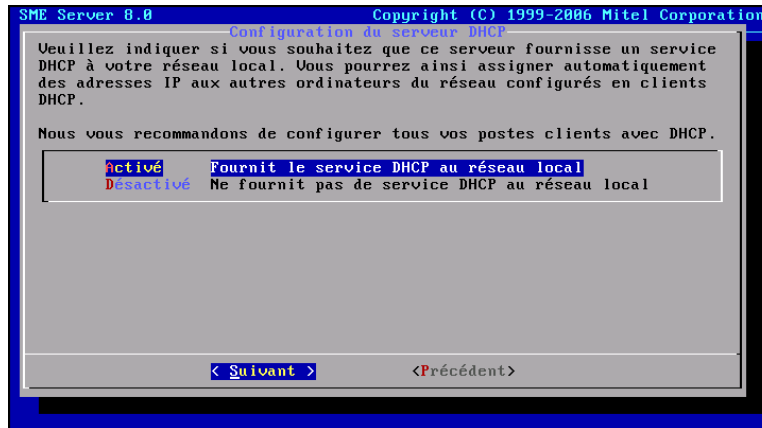 SME Server 8.0 Copyright (C) 1999-2006 Mitel Corporation
Configuration du serveur DHCP
Veuillez indiquer si vous souhaitez que ce serveur fournisse un service
DHCP à votre réseau local. Vous pourrez ainsi assigner automatiquement
des adresses IP aux autres ordinateurs du réseau configurés en clients
DHCP.
Nous vous recommandons de configurer tous vos postes clients avec DHCP.
Activé Fournit le service DHCP au réseau local
Désactivé Ne fournit pas de service DHCP au réseau local
< Suivant > <Précédent>